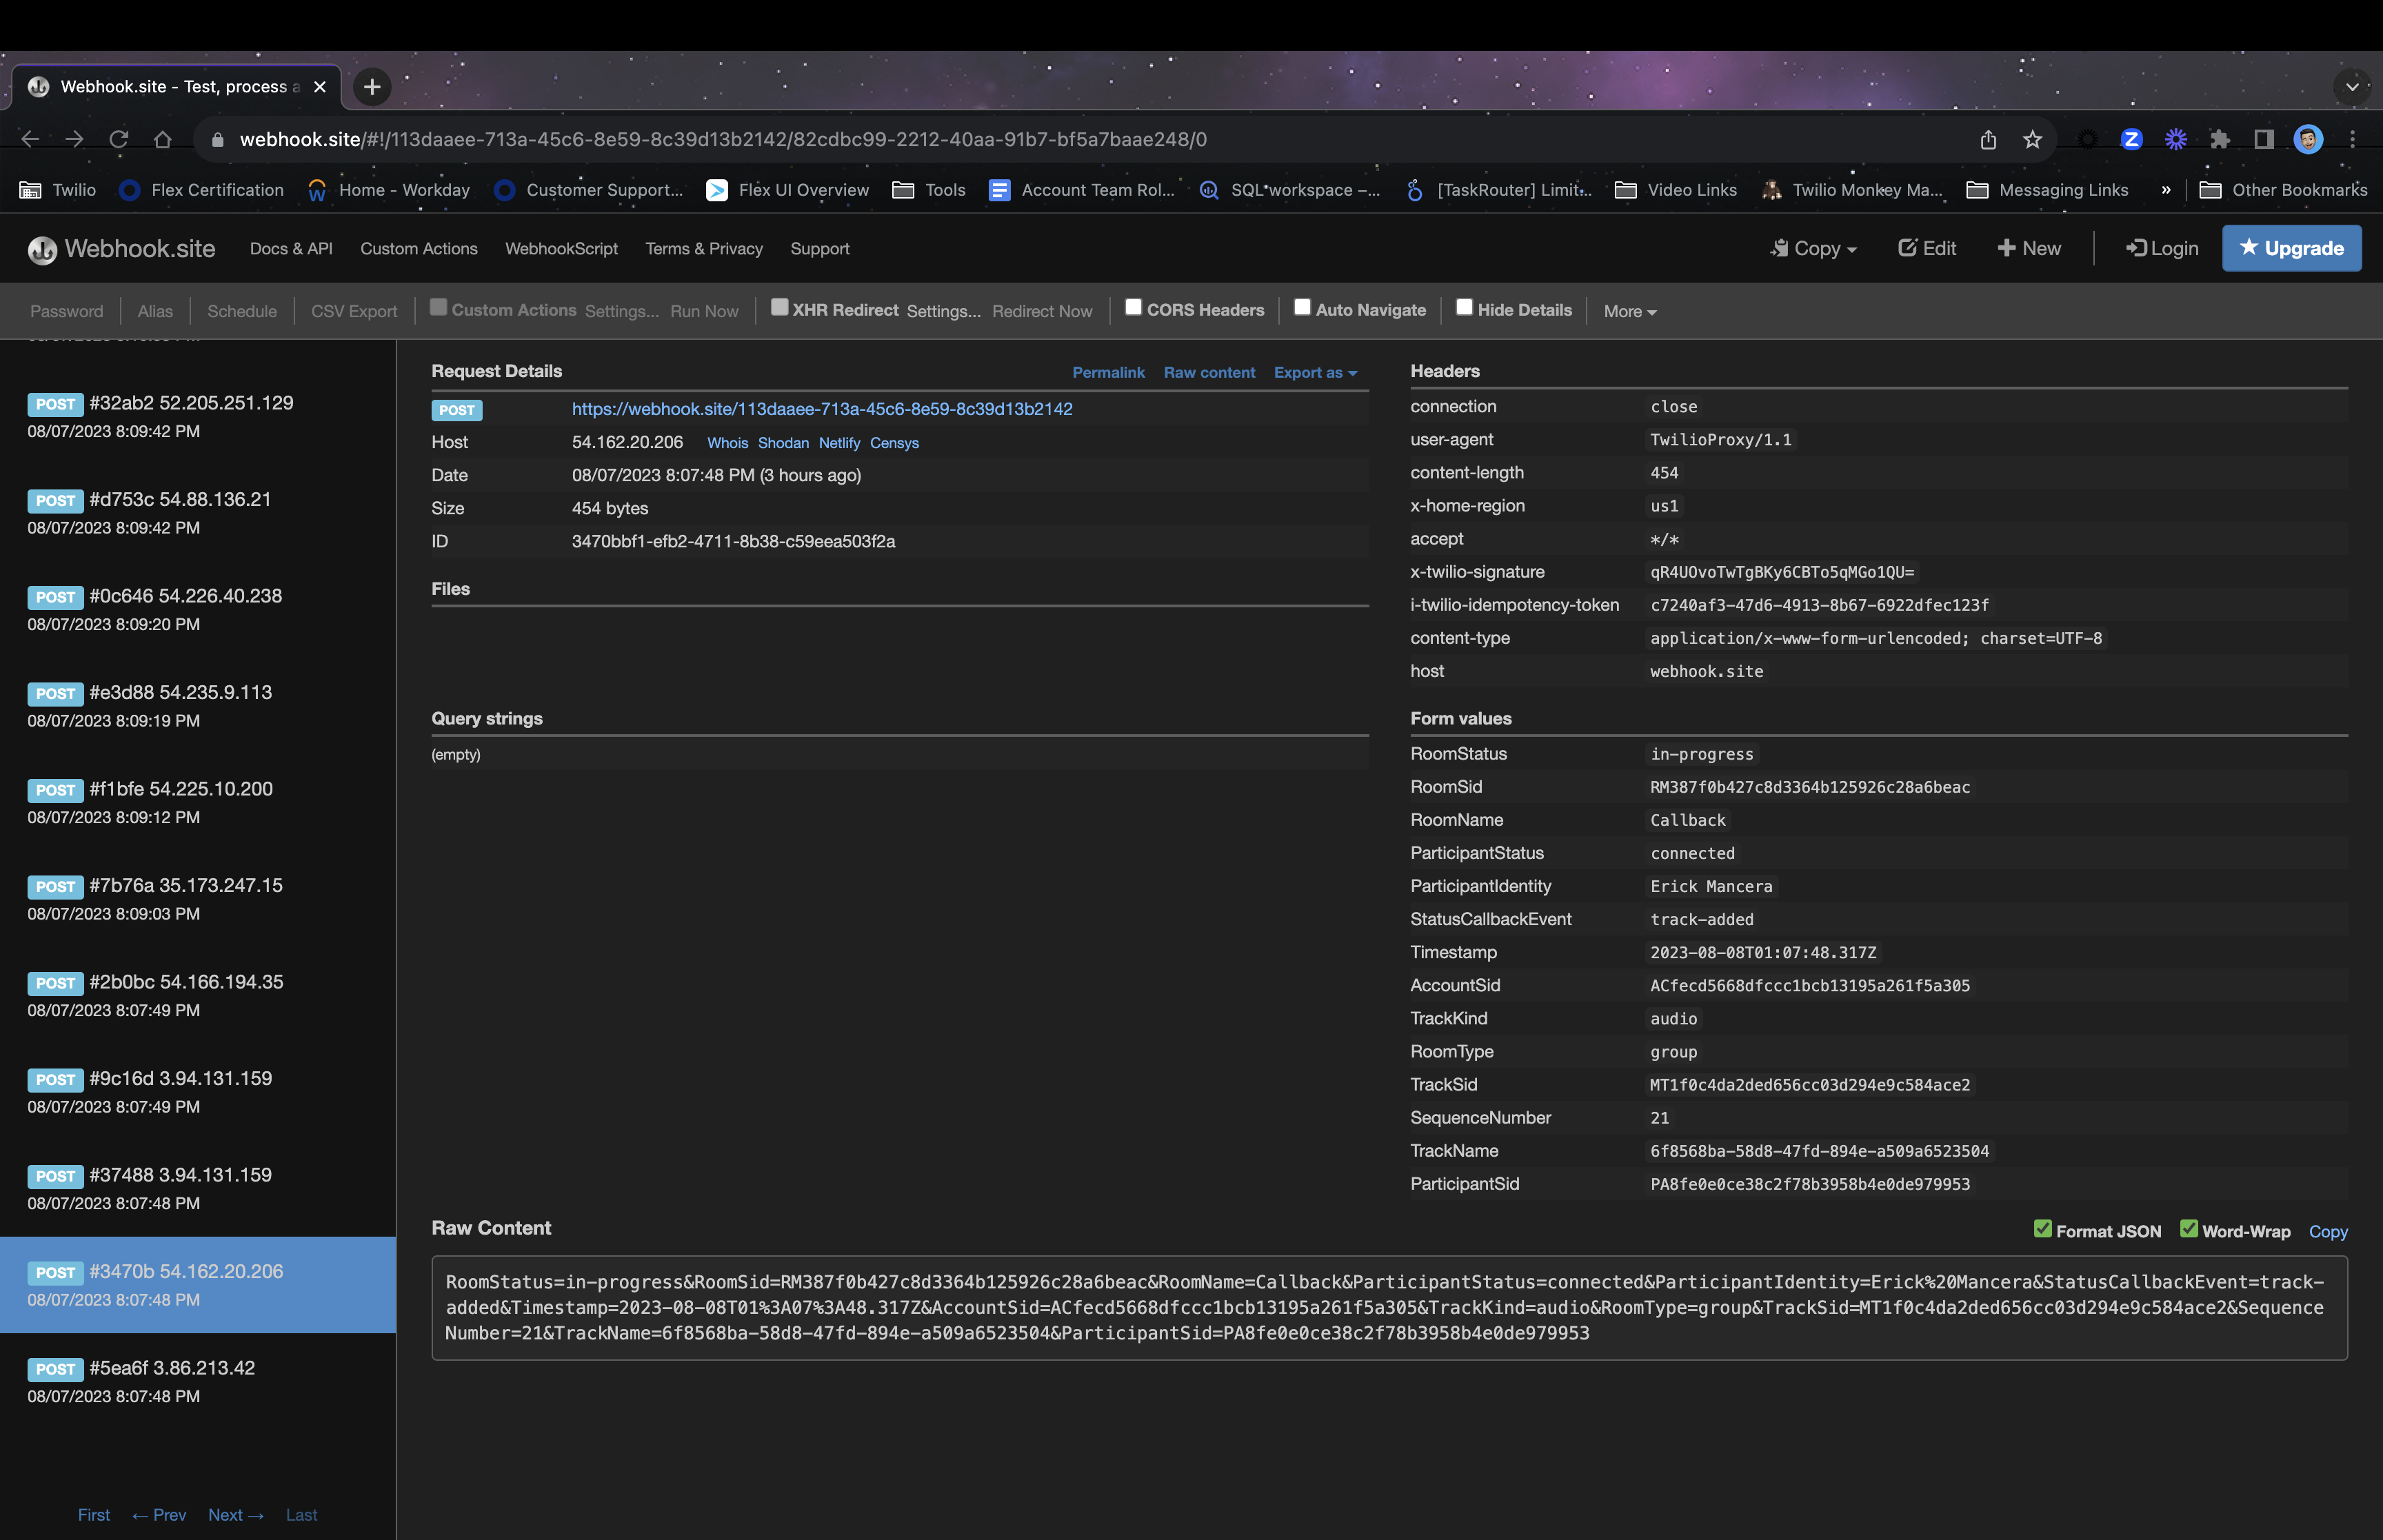 Webhook.site - Test, process a
webhook.site/#!/113daaee-713a-45c6-8e59-8c39d13b2142/82cdbc99-2212-40aa-91b7-bf5a7baae248/0
Twilio Flex Certification Home - Workday Customer Support... Flex UI Overview Tools Account Team Rol... SQL workspace –... [TaskRouter] Limit... Video Links Twilio Monkey Ma... Messaging Links » Other Bookmarks
Webhook.site Docs & API Custom Actions WebhookScript Terms & Privacy Support Copy Edit New Login Upgrade
Password Alias Schedule CSV Export Custom Actions Settings... Run Now XHR Redirect Settings... Redirect Now CORS Headers Auto Navigate Hide Details More
POST #32ab2 52.205.251.129
08/07/2023 8:09:42 PM
POST #d753c 54.88.136.21
08/07/2023 8:09:42 PM
POST #0c646 54.226.40.238
08/07/2023 8:09:20 PM
POST #e3d88 54.235.9.113
08/07/2023 8:09:19 PM
POST #f1bfe 54.225.10.200
08/07/2023 8:09:12 PM
POST #7b76a 35.173.247.15
08/07/2023 8:09:03 PM
POST #2b0bc 54.166.194.35
08/07/2023 8:07:49 PM
POST #9c16d 3.94.131.159
08/07/2023 8:07:49 PM
POST #37488 3.94.131.159
08/07/2023 8:07:48 PM
POST #3470b 54.162.20.206
08/07/2023 8:07:48 PM
POST #5ea6f 3.86.213.42
08/07/2023 8:07:48 PM
First ← Prev Next → Last
Request Details Permalink Raw content Export as
POST https://webhook.site/113daaee-713a-45c6-8e59-8c39d13b2142
Host 54.162.20.206 Whois Shodan Netlify Censys
Date 08/07/2023 8:07:48 PM (3 hours ago)
Size 454 bytes
ID 3470bbf1-efb2-4711-8b38-c59eea503f2a
Files
Query strings
(empty)
Headers
connection close
user-agent TwilioProxy/1.1
content-length 454
x-home-region us1
accept */*
x-twilio-signature qR4UOvoTwTgBKy6CBTo5qMGo1QU=
i-twilio-idempotency-token c7240af3-47d6-4913-8b67-6922dfec123f
content-type application/x-www-form-urlencoded; charset=UTF-8
host webhook.site
Form values
RoomStatus in-progress
RoomSid RM387f0b427c8d3364b125926c28a6beac
RoomName Callback
ParticipantStatus connected
ParticipantIdentity Erick Mancera
StatusCallbackEvent track-added
Timestamp 2023-08-08T01:07:48.317Z
AccountSid ACfecd5668dfccc1bcb13195a261f5a305
TrackKind audio
RoomType group
TrackSid MT1f0c4da2ded656cc03d294e9c584ace2
SequenceNumber 21
TrackName 6f8568ba-58d8-47fd-894e-a509a6523504
ParticipantSid PA8fe0e0ce38c2f78b3958b4e0de979953
Raw Content Format JSON Word-Wrap Copy
RoomStatus=in-progress&RoomSid=RM387f0b427c8d3364b125926c28a6beac&RoomName=Callback&ParticipantStatus=connected&ParticipantIdentity=Erick%20Mancera&StatusCallbackEvent=track-
added&Timestamp=2023-08-08T01%3A07%3A48.317Z&AccountSid=ACfecd5668dfccc1bcb13195a261f5a305&TrackKind=audio&RoomType=group&TrackSid=MT1f0c4da2ded656cc03d294e9c584ace2&Sequence
Number=21&TrackName=6f8568ba-58d8-47fd-894e-a509a6523504&ParticipantSid=PA8fe0e0ce38c2f78b3958b4e0de979953